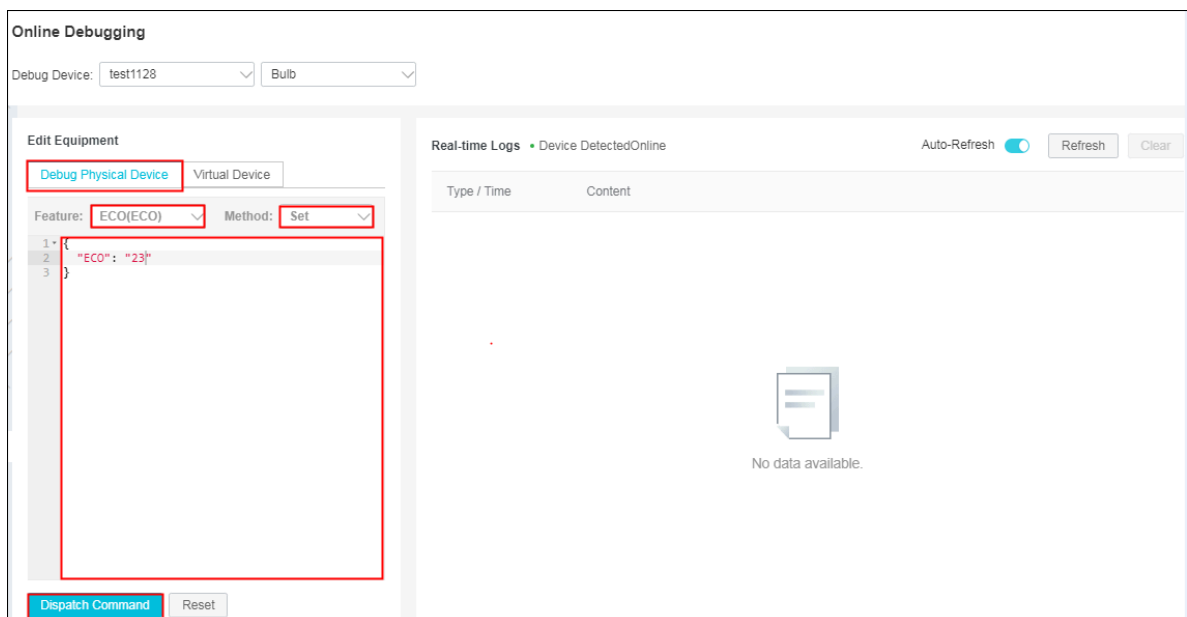 Online Debugging
Debug Device: test1128 Bulb
Edit Equipment
Debug Physical Device Virtual Device
Feature: ECO(ECO) Method: Set
1 {
2 "ECO": "23"
3 }
Dispatch Command Reset
Real-time Logs • Device DetectedOnline Auto-Refresh Refresh Clear
Type / Time Content
No data available.